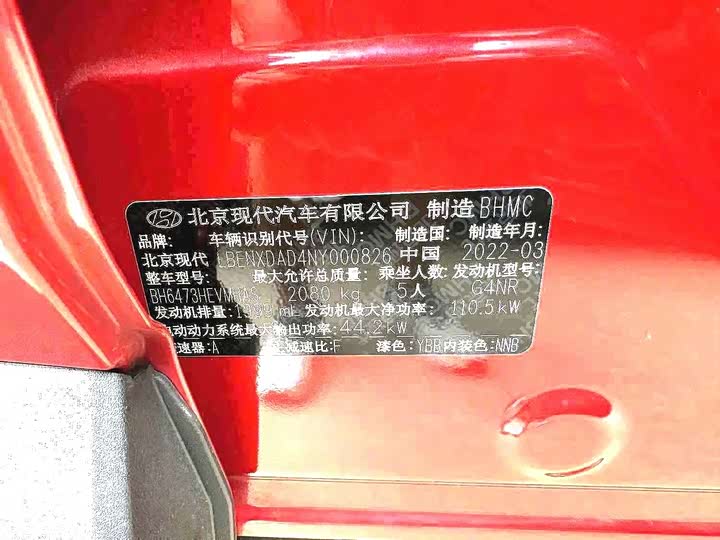 北京现代汽车有限公司 制造 BHMC
品牌: 车辆识别代号(VIN): 制造国: 制造年月:
北京现代 LBENXDAD4NY000826 中国 2022-03
整车型号: 最大允许总质量: 乘坐人数: 发动机型号:
2080 kg 5人 G4NR
发动机排量: mL 发动机最大净功率: 110.5kW
电动动力系统最大输出功率: 44.2kW
速器:A 减速比:F 漆色: 内装色:NNB